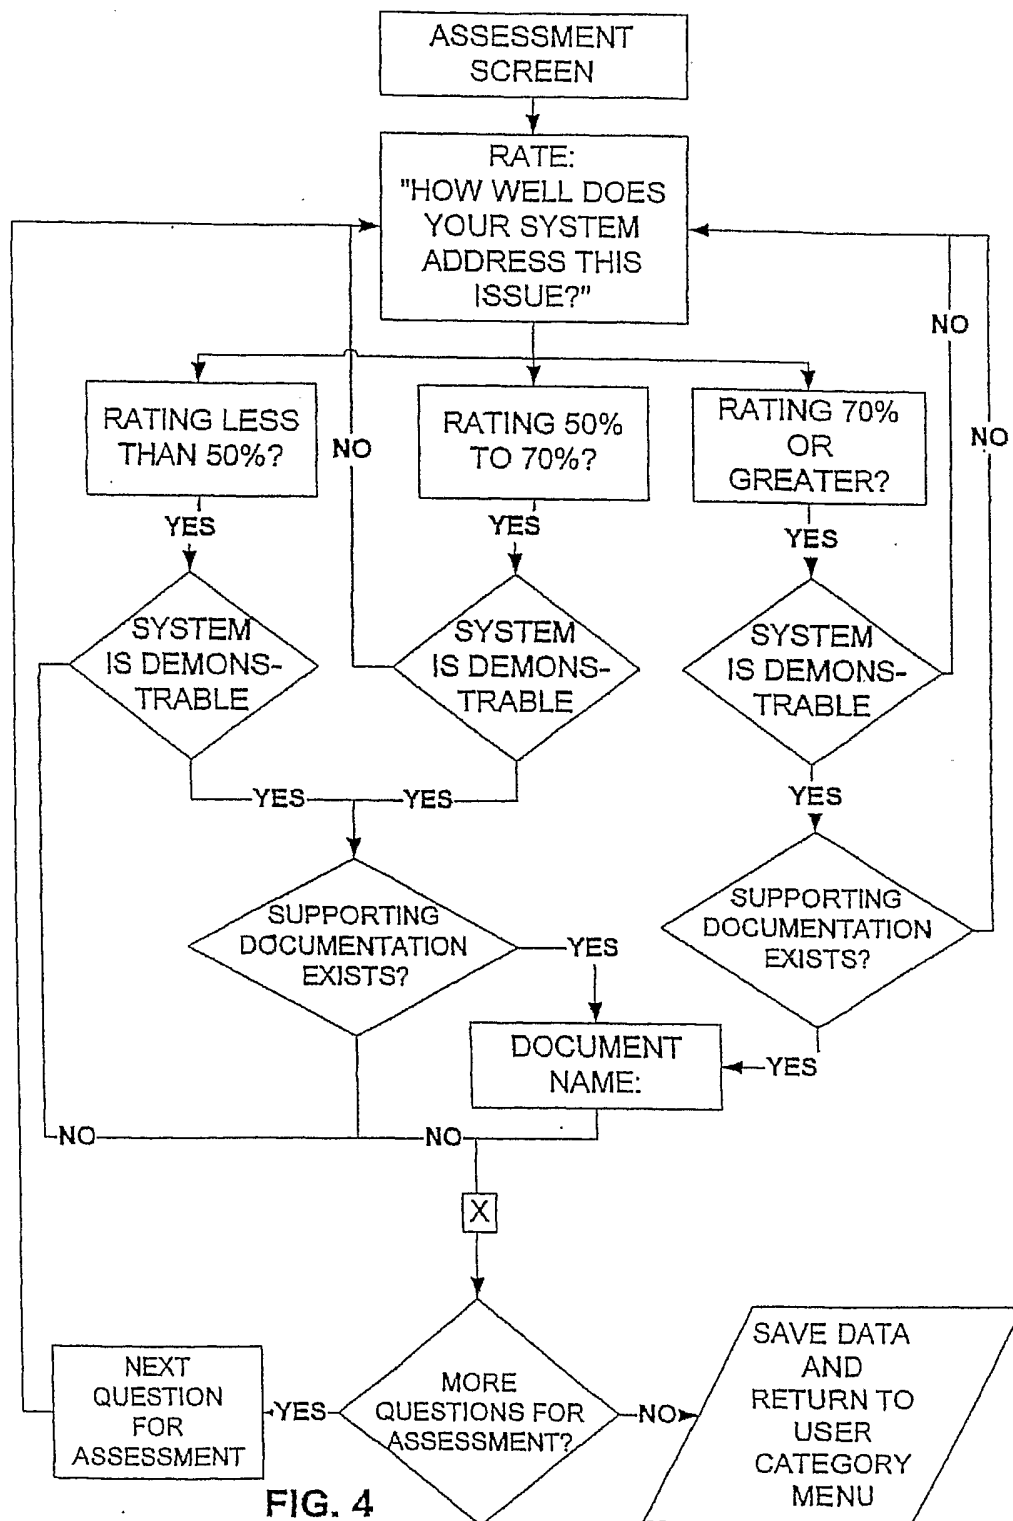 ASSESSMENT
SCREEN
RATE:
"HOW WELL DOES
YOUR SYSTEM
ADDRESS THIS
ISSUE?"
NO
RATING LESS
THAN 50%?
NO
RATING 50%
TO 70%?
RATING 70%
OR
GREATER?
NO
YES
YES
YES
SYSTEM
IS DEMONS-
TRABLE
SYSTEM
IS DEMONS-
TRABLE
SYSTEM
IS DEMONS-
TRABLE
YES
YES
YES
SUPPORTING
DOCUMENTATION
EXISTS?
YES
SUPPORTING
DOCUMENTATION
EXISTS?
DOCUMENT
NAME:
YES
NO
NO
X
NEXT
QUESTION
FOR
ASSESSMENT
YES
MORE
QUESTIONS FOR
ASSESSMENT?
NO
SAVE DATA
AND
RETURN TO
USER
CATEGORY
MENU
FIG. 4